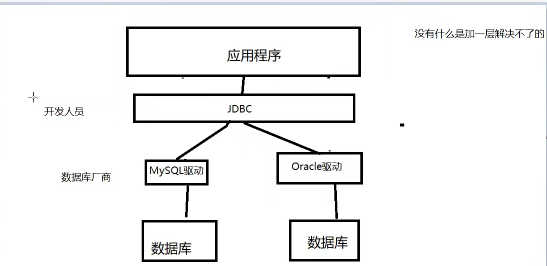 没有什么是加一层解决不了的
应用程序
开发人员
JDBC
数据库厂商
MySQL驱动
Oracle驱动
数据库
数据库